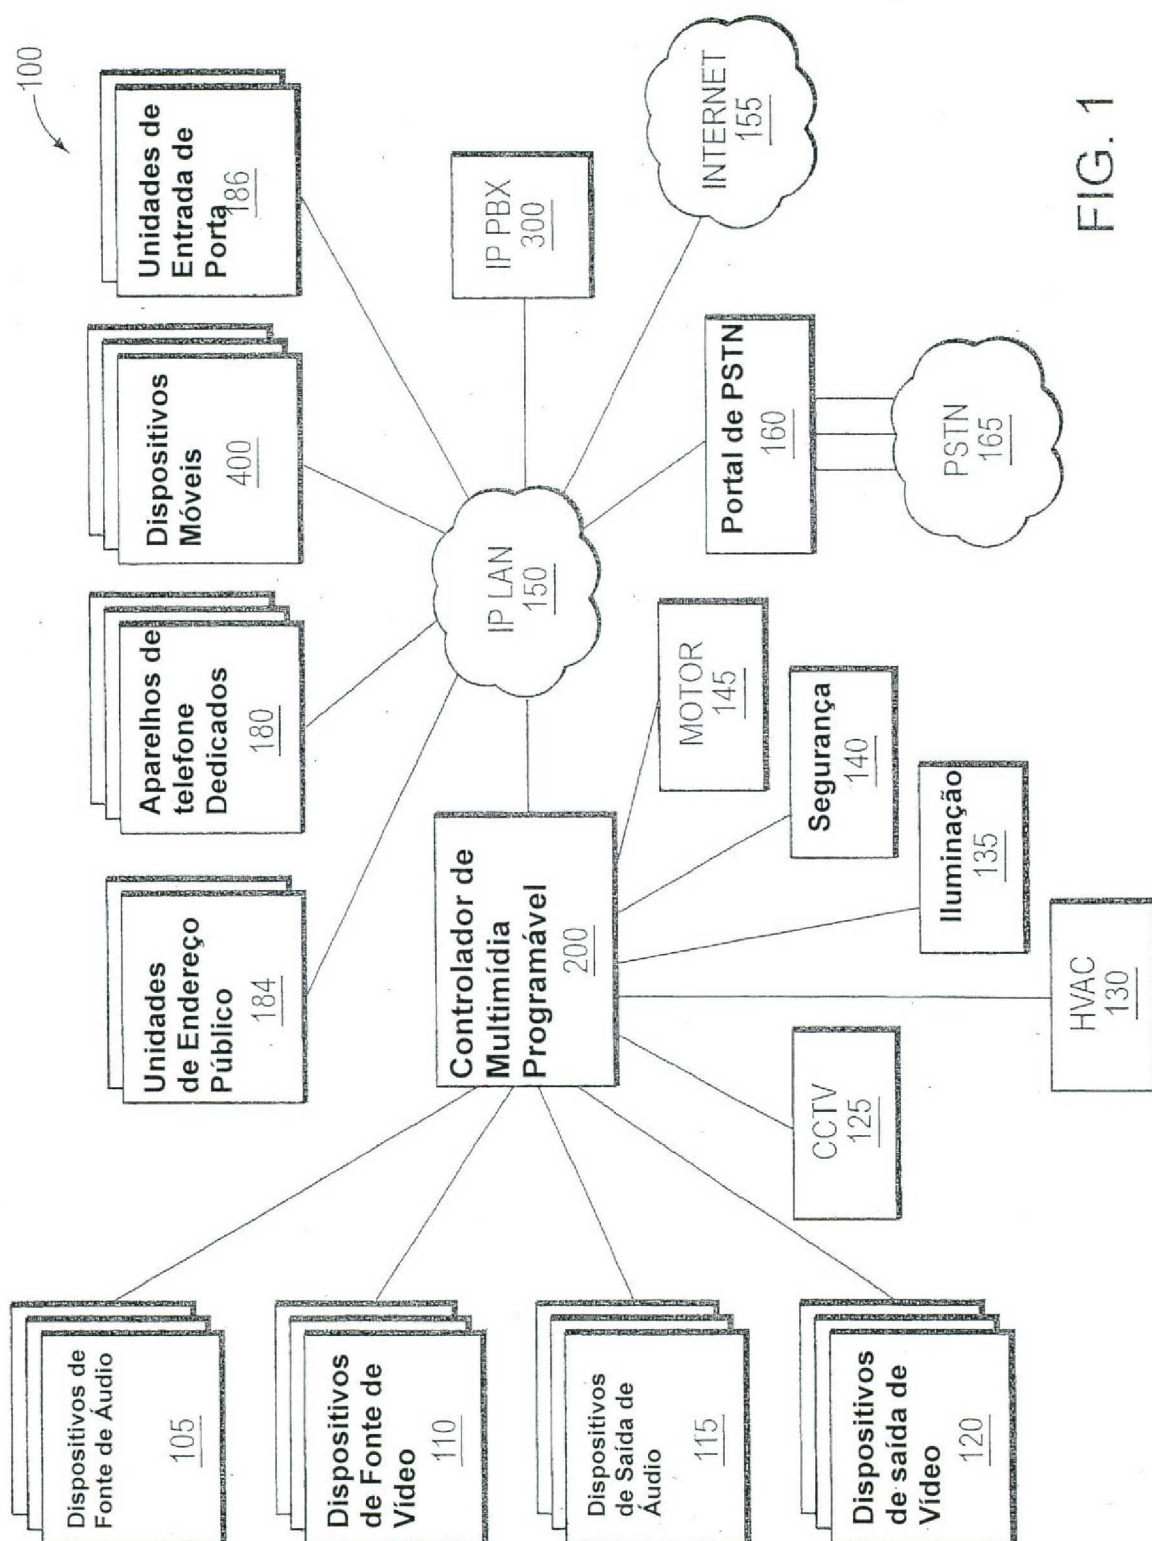 100
Unidades de
Entrada de
Porta
186
Dispositivos
Móveis
400
Aparelhos de
telefone
Dedicados
180
Unidades
de Endereço
Público
184
IP PBX
300
INTERNET
155
IP LAN
150
Portal de PSTN
160
PSTN
165
Controlador de
Multimídia
Programável
200
MOTOR
145
Segurança
140
Iluminação
135
HVAC
130
CCTV
125
Dispositivos de
Fonte de Áudio
105
Dispositivos
de Fonte de
Vídeo
110
Dispositivos
de Saída de
Áudio
115
Dispositivos
de saída de
Vídeo
120
FIG. 1